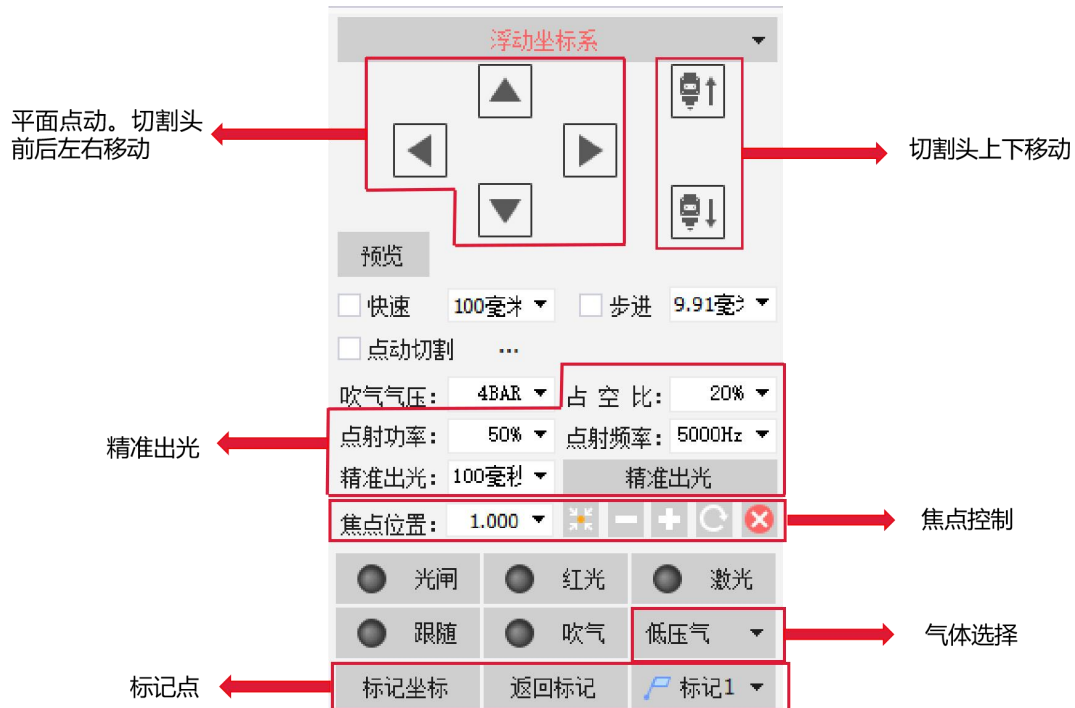 浮动坐标系
平面点动。切割头
前后左右移动
切割头上下移动
预览
快速 100毫米 步进 9.91毫
点动切割 ...
吹气气压: 4BAR 占 空 比: 20%
点射功率: 50% 点射频率: 5000Hz
精准出光
精准出光: 100毫秒 精准出光
焦点位置: 1.000
焦点控制
光闸 红光 激光
跟随 吹气 低压气
气体选择
标记点
标记坐标 返回标记 标记1